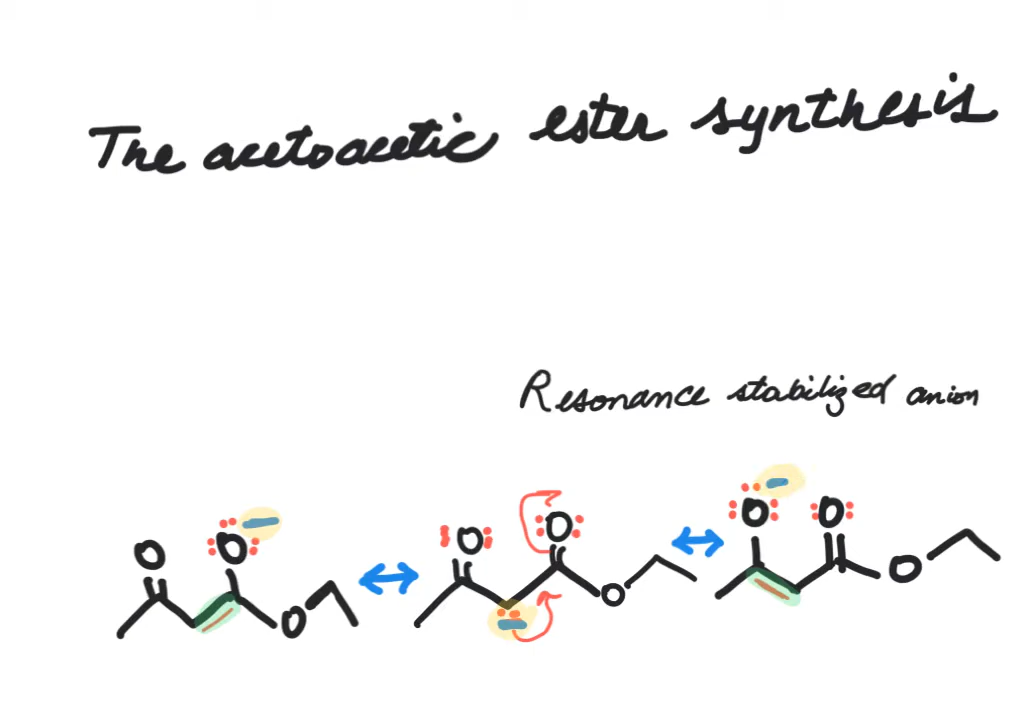 The acetoacetic ester synthesis
Resonance stabilized anion
O O O O O O O O O